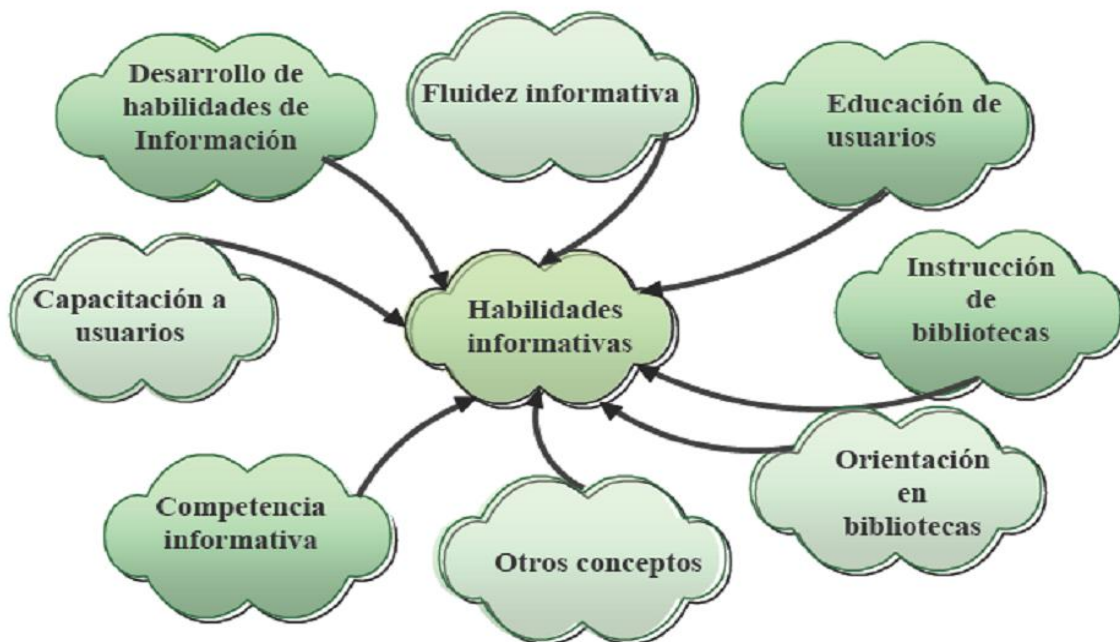 Desarrollo de
habilidades de
Información
Fluidez informativa
Educación de
usuarios
Capacitación a
usuarios
Habilidades
informativas
Instrucción
de
bibliotecas
Competencia
informativa
Otros conceptos
Orientación
en
bibliotecas